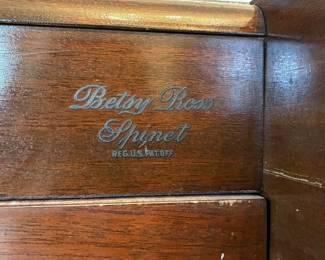 Betsy Ross
Spinet
REG. U.S. PAT. OFF.